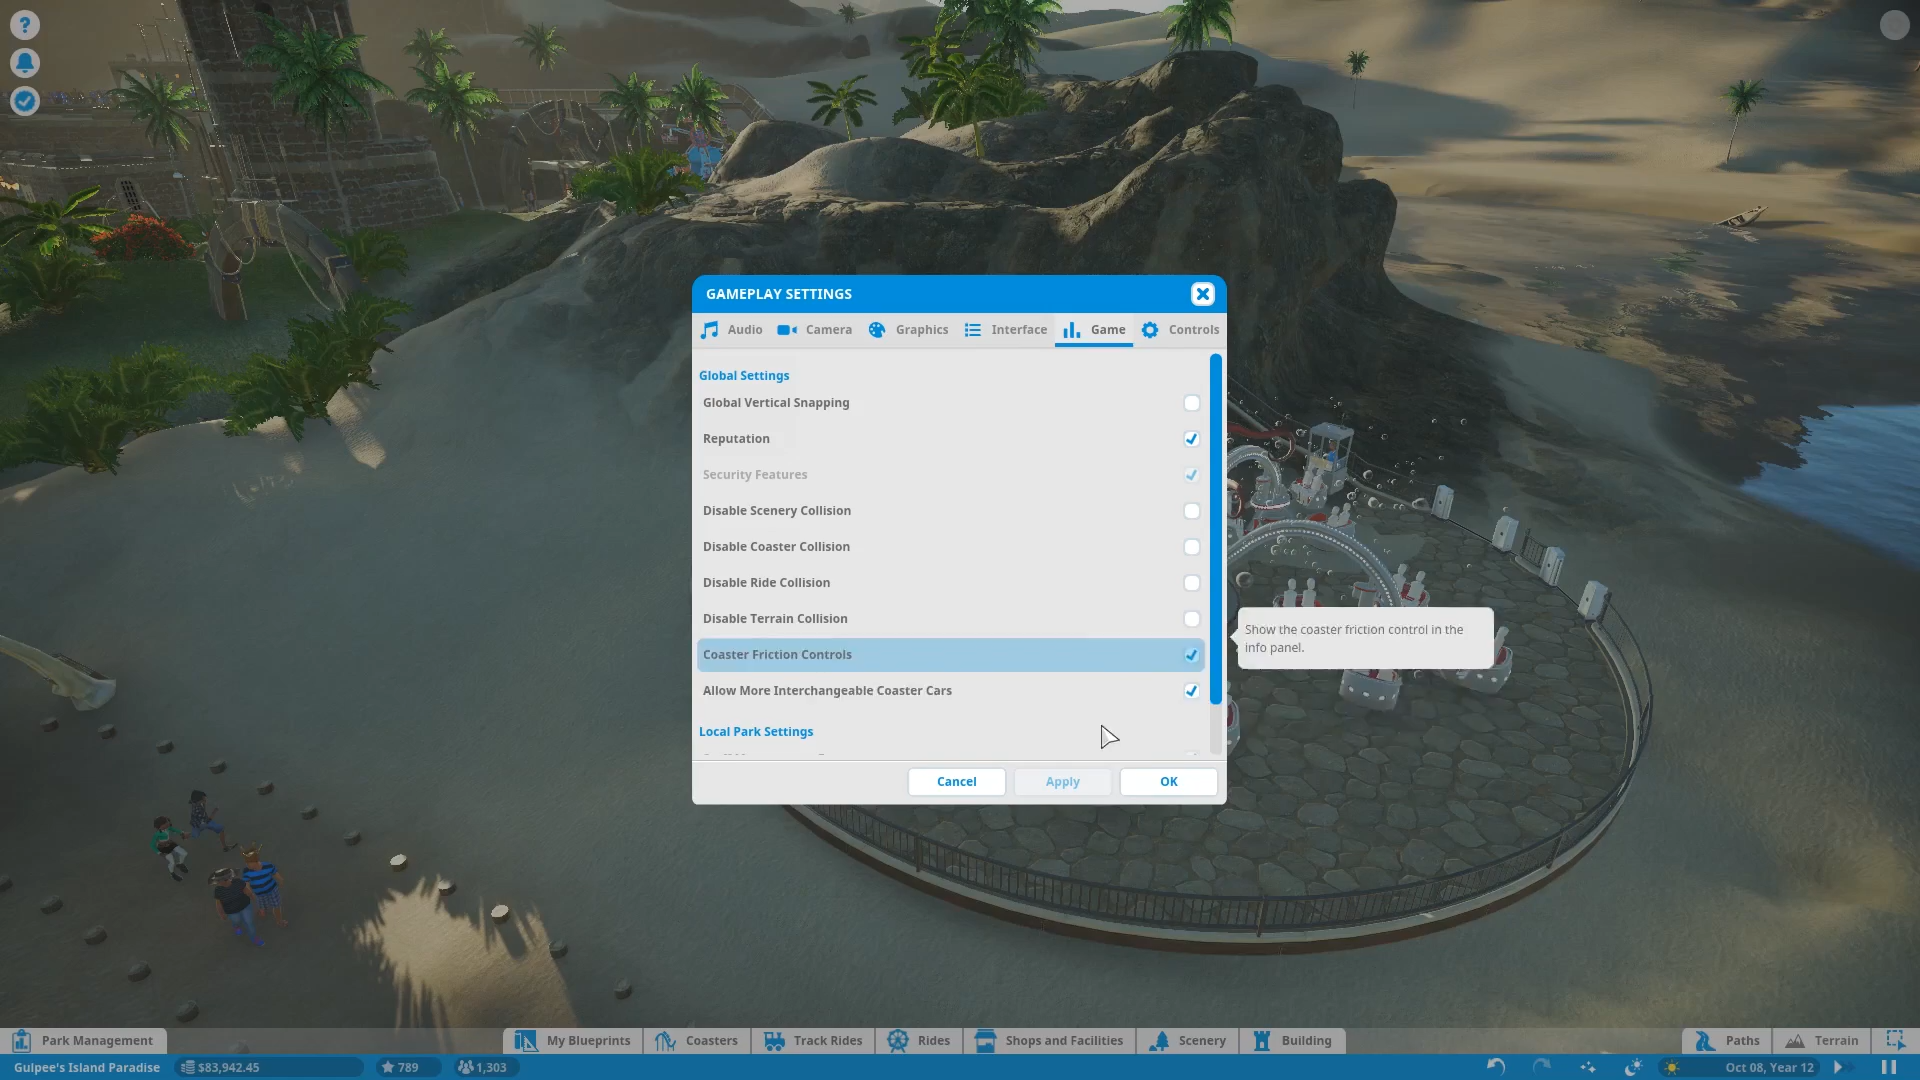 GAMEPLAY SETTINGS
Audio
Camera
Graphics
Interface
Game
Controls
Global Settings
Global Vertical Snapping
Reputation
Security Features
Disable Scenery Collision
Disable Coaster Collision
Disable Ride Collision
Disable Terrain Collision
Coaster Friction Controls
Show the coaster friction control in the
info panel.
Allow More Interchangeable Coaster Cars
Local Park Settings
Cancel
Apply
OK
Park Management
My Blueprints
Coasters
Track Rides
Rides
Shops and Facilities
Scenery
Building
Paths
Terrain
Gulpee's Island Paradise
$83,942.45
789
1,303
Oct 08, Year 12